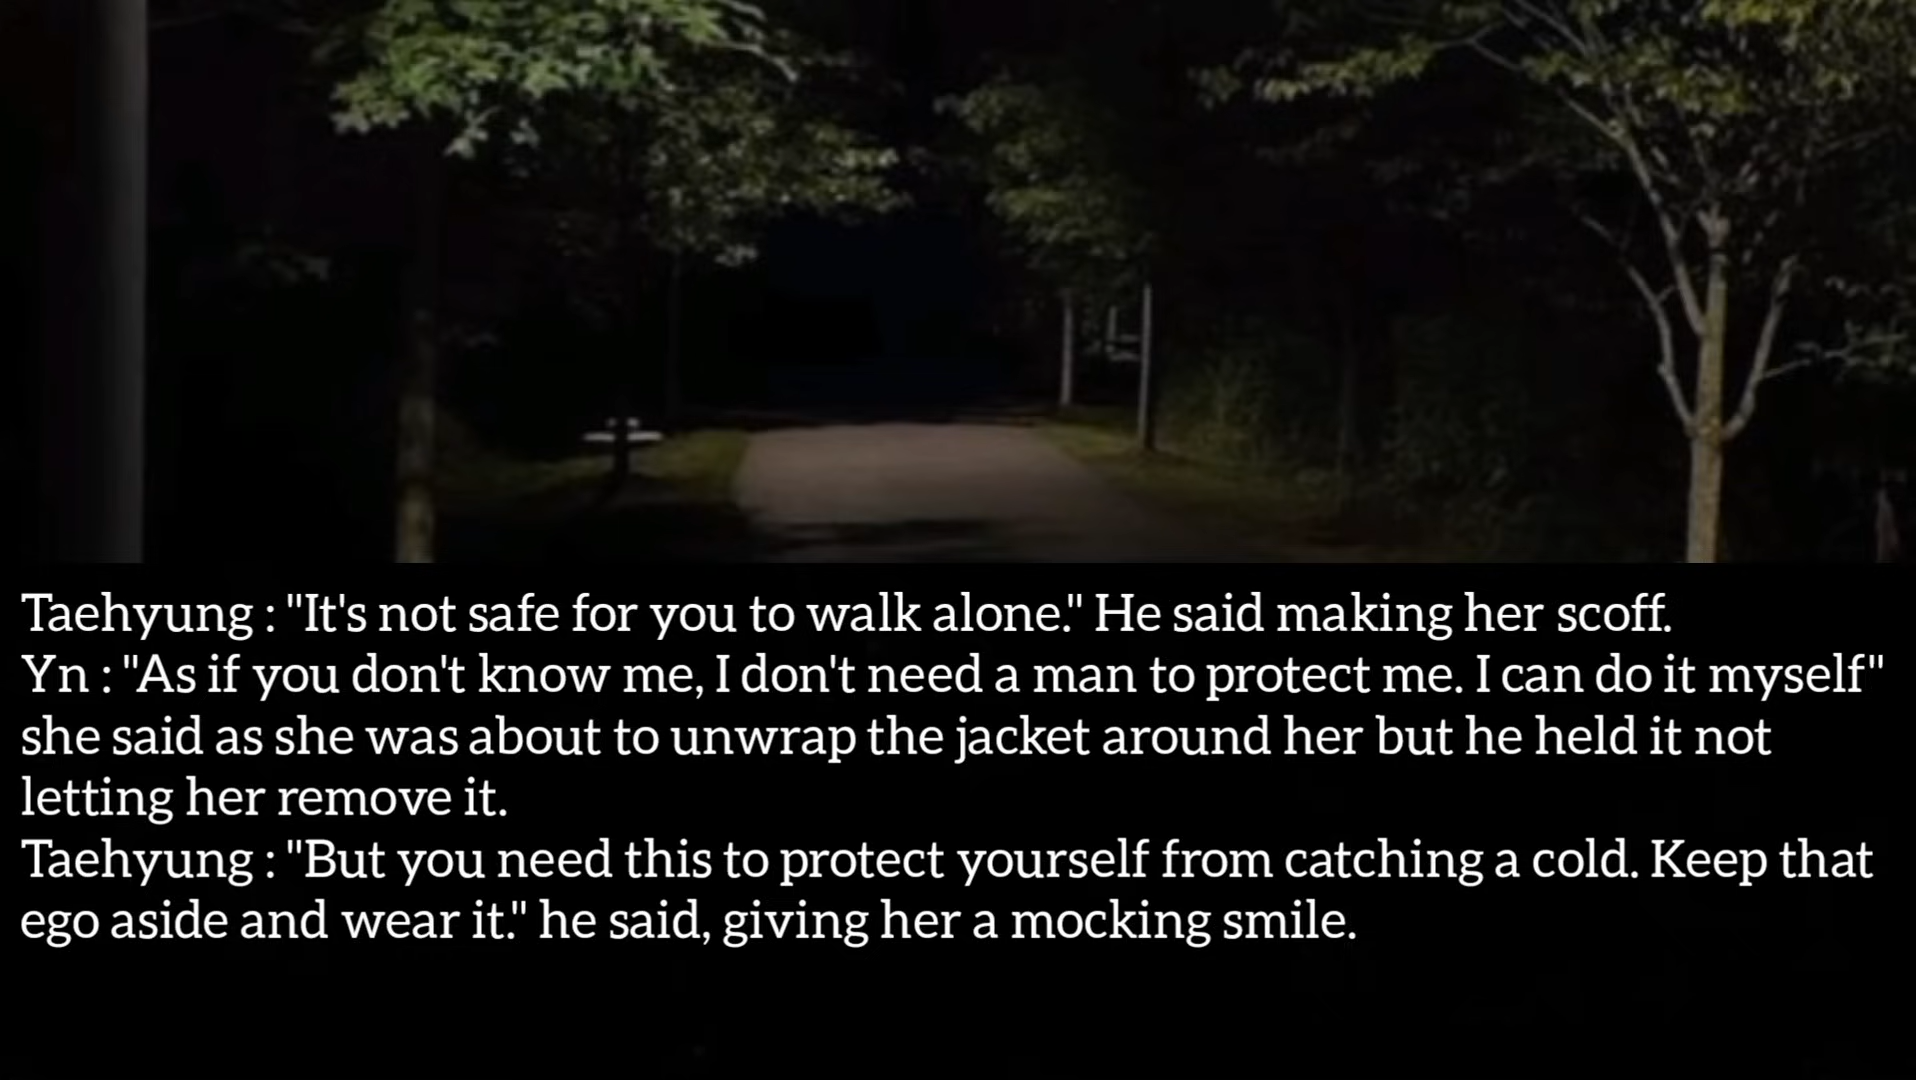 Taehyung : "It's not safe for you to walk alone." He said making her scoff.
Yn : "As if you don't know me, I don't need a man to protect me. I can do it myself"
she said as she was about to unwrap the jacket around her but he held it not
letting her remove it.
Taehyung : "But you need this to protect yourself from catching a cold. Keep that
ego aside and wear it." he said, giving her a mocking smile.